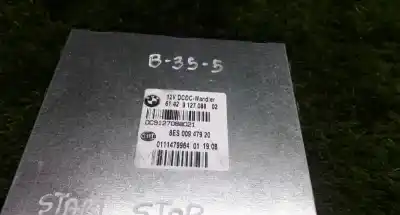 B-35-5
12V DCDC-Wandler
61.42 9 127 088 02
DC9127088021
8ES 009 479 20
0111479984 01 19 08
START STOP